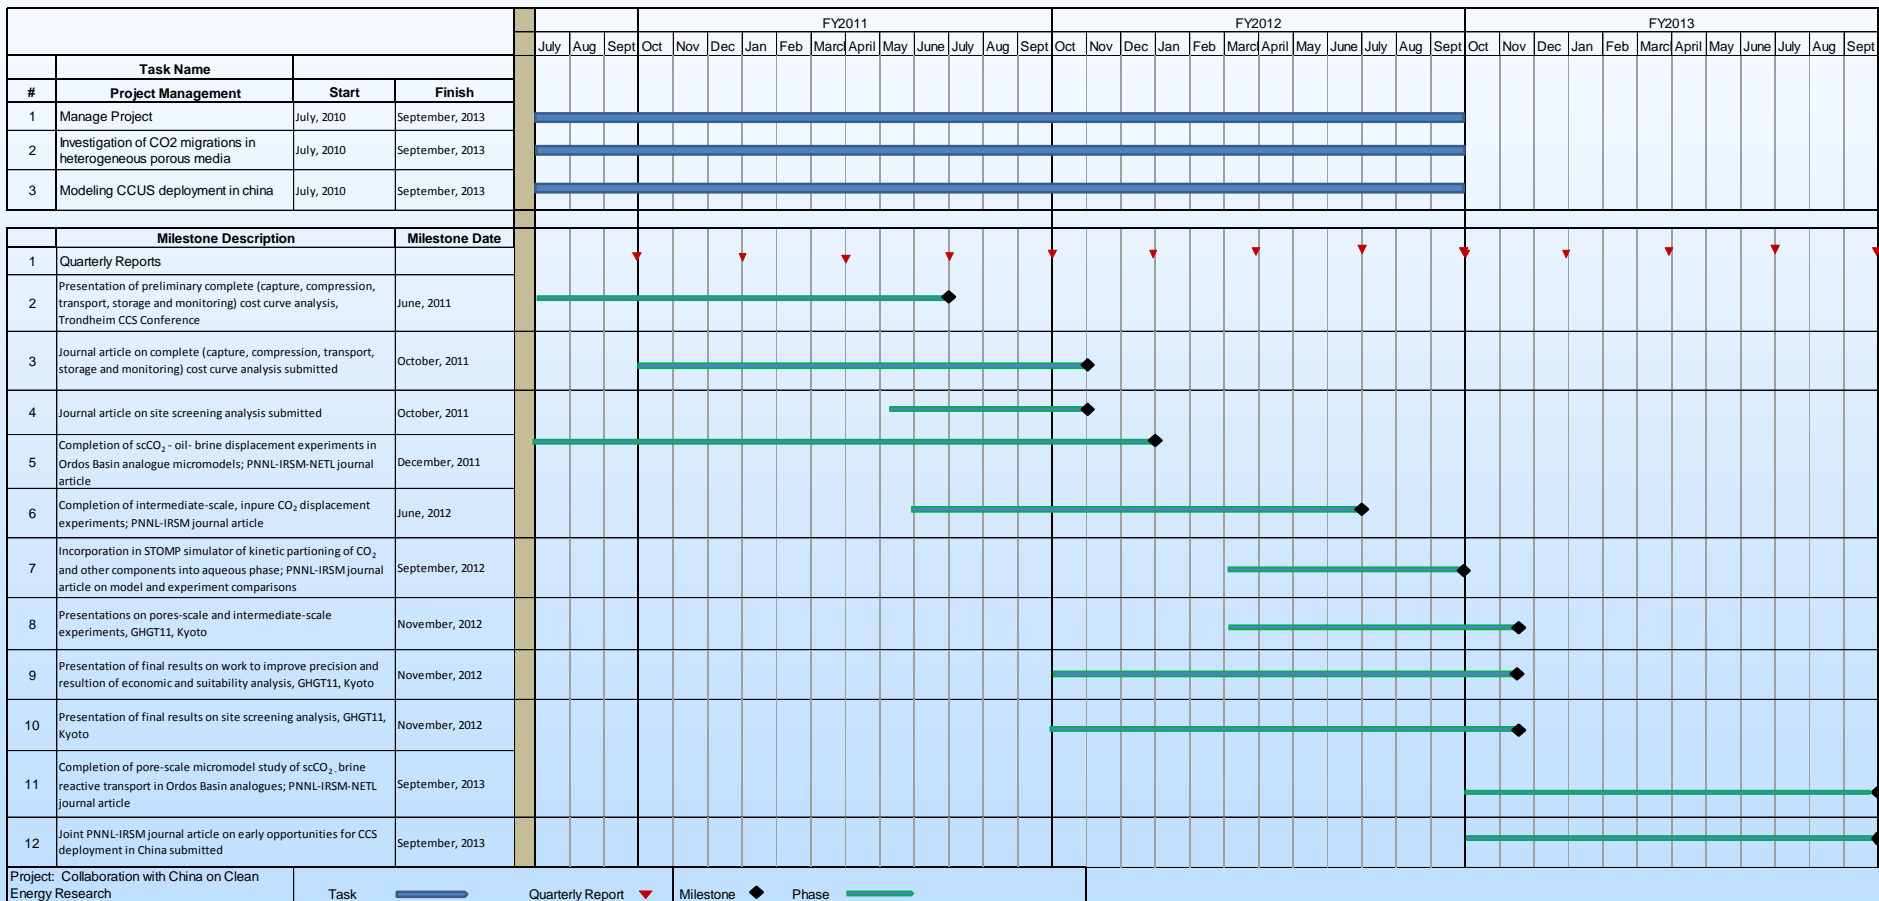 FY2011 FY2012 FY2013
July Aug Sept Oct Nov Dec Jan Feb Marcl April May June July Aug Sept Oct Nov Dec Jan Feb Marcl April May June July Aug Sept Oct Nov Dec Jan Feb Marcl April May June July Aug Sept
Task Name
# Project Management Start Finish
1 Manage Project July, 2010 September, 2013
2 Investigation of CO2 migrations in
heterogeneous porous media July, 2010 September, 2013
3 Modeling CCUS deployment in china July, 2010 September, 2013
Milestone Description Milestone Date
1 Quarterly Reports
2 Presentation of preliminary complete (capture, compression,
transport, storage and monitoring) cost curve analysis, June, 2011
Trondheim CCS Conference
3 Journal article on complete (capture, compression, transport,
storage and monitoring) cost curve analysis submitted October, 2011
4 Journal article on site screening analysis submitted October, 2011
5 Completion of scCO₂ - oil- brine displacement experiments in
Ordos Basin analogue micromodels; PNNL-IRSM-NETL journal December, 2011
article
6 Completion of intermediate-scale, inpure CO₂ displacement
experiments; PNNL-IRSM journal article June, 2012
7 Incorporation in STOMP simulator of kinetic partioning of CO₂
and other components into aqueous phase; PNNL-IRSM journal September, 2012
article on model and experiment comparisons
8 Presentations on pores-scale and intermediate-scale
experiments, GHGT11, Kyoto November, 2012
9 Presentation of final results on work to improve precision and
resultion of economic and suitability analysis, GHGT11, Kyoto November, 2012
10 Presentation of final results on site screening analysis, GHGT11,
Kyoto November, 2012
11 Completion of pore-scale micromodel study of scCO₂-brine
reactive transport in Ordos Basin analogues; PNNL-IRSM-NETL September, 2013
journal article
12 Joint PNNL-IRSM journal article on early opportunities for CCS
deployment in China submitted September, 2013
Project: Collaboration with China on Clean
Energy Research Task Quarterly Report Milestone Phase